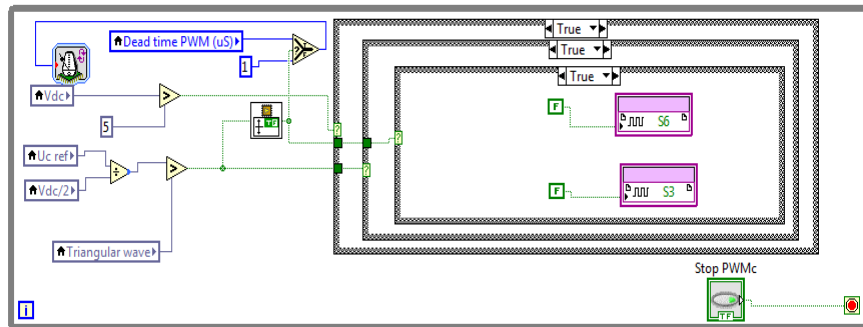 True
Dead time PWM (uS)
True
1
True
Vdc
>
5
?
F
S6
TF
?
?
Uc ref
÷
>
?
Vdc/2
F
S3
Triangular wave
Stop PWMc
TF
i